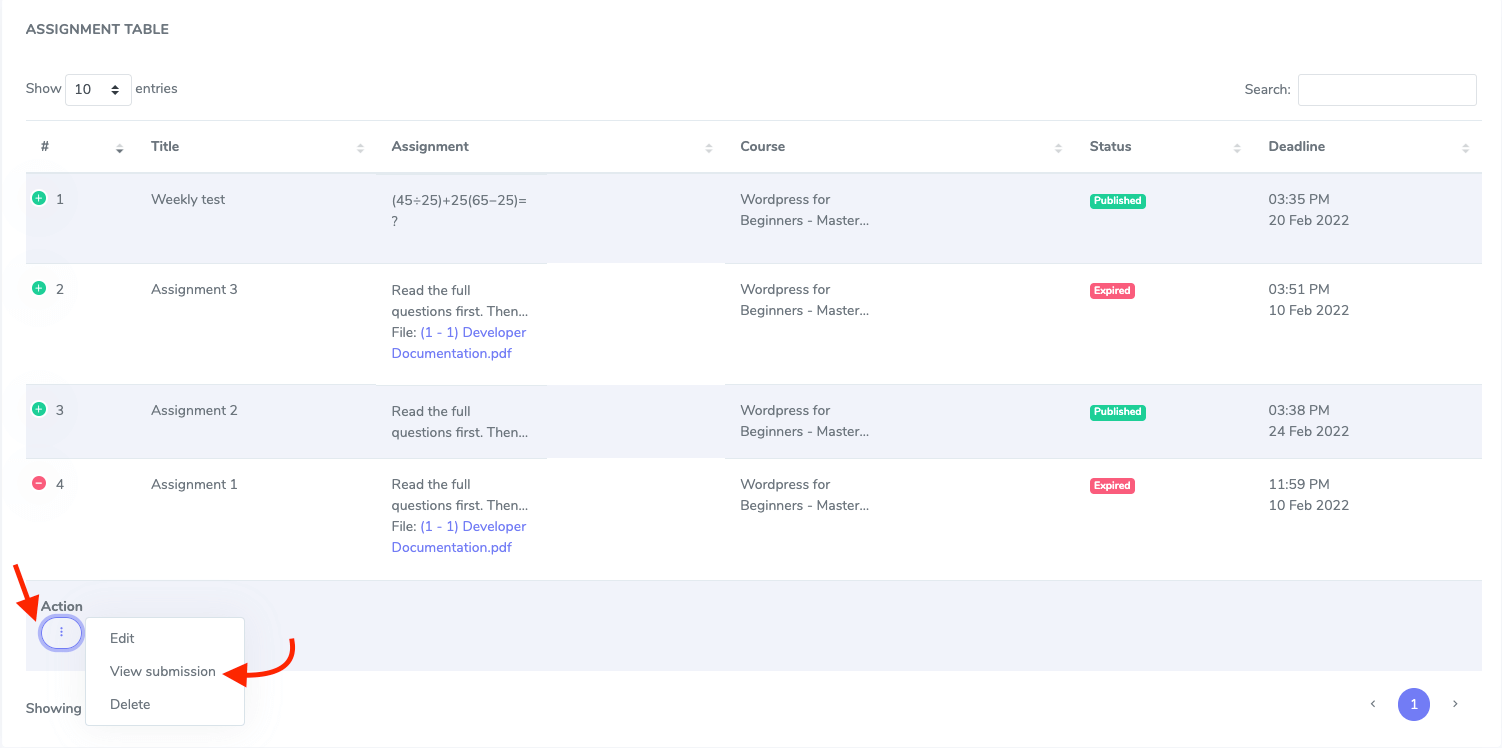 ASSIGNMENT TABLE
Show 10 entries
Search:
# Title Assignment Course Status Deadline
1 Weekly test (45÷25)+25(65−25)= Wordpress for Published 03:35 PM
? Beginners - Master... 20 Feb 2022
2 Assignment 3 Read the full Wordpress for Expired 03:51 PM
questions first. Then... Beginners - Master... 10 Feb 2022
File: (1 - 1) Developer
Documentation.pdf
3 Assignment 2 Read the full Wordpress for Published 03:38 PM
questions first. Then... Beginners - Master... 24 Feb 2022
4 Assignment 1 Read the full Wordpress for Expired 11:59 PM
questions first. Then... Beginners - Master... 10 Feb 2022
File: (1 - 1) Developer
Documentation.pdf
Action
Edit
View submission
Delete
Showing
1